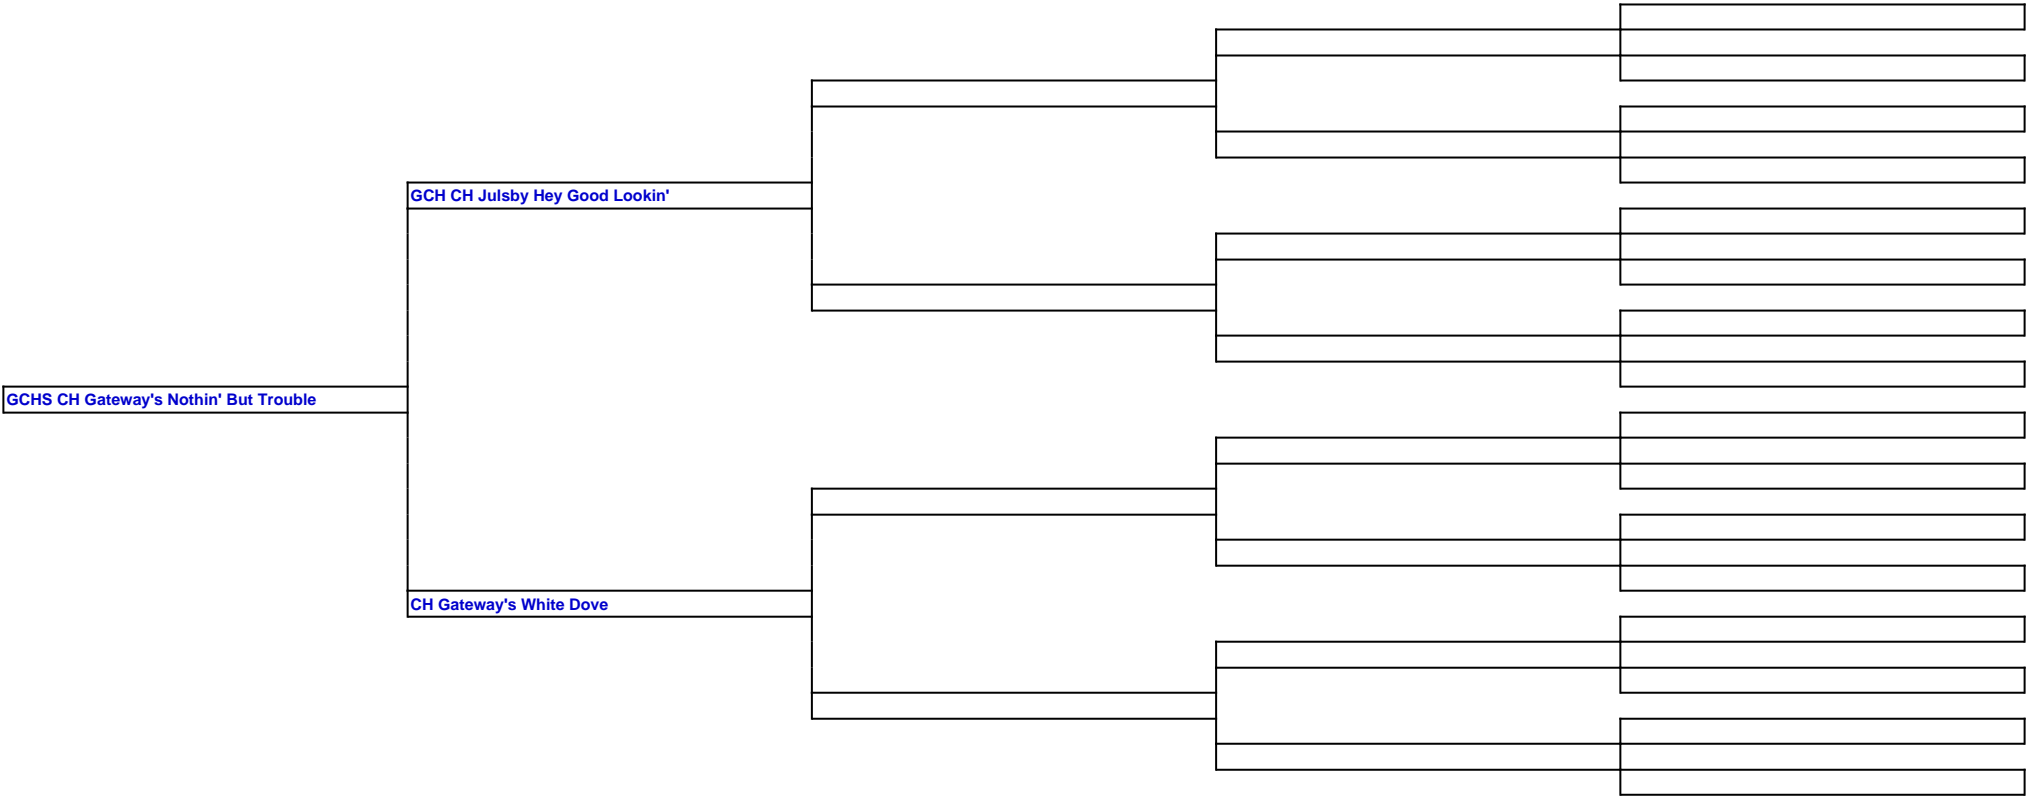 GCH CH Julsby Hey Good Lookin'
GCHS CH Gateway's Nothin' But Trouble
CH Gateway's White Dove